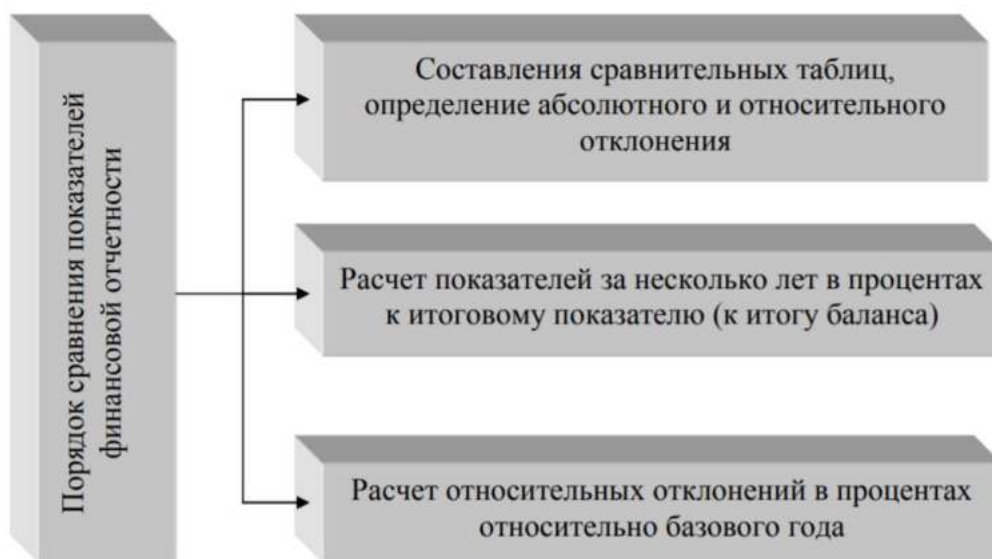 Порядок сравнения показателей
финансовой отчетности
Составления сравнительных таблиц,
определение абсолютного и относительного
отклонения
Расчет показателей за несколько лет в процентах
к итоговому показателю (к итогу баланса)
Расчет относительных отклонений в процентах
относительно базового года